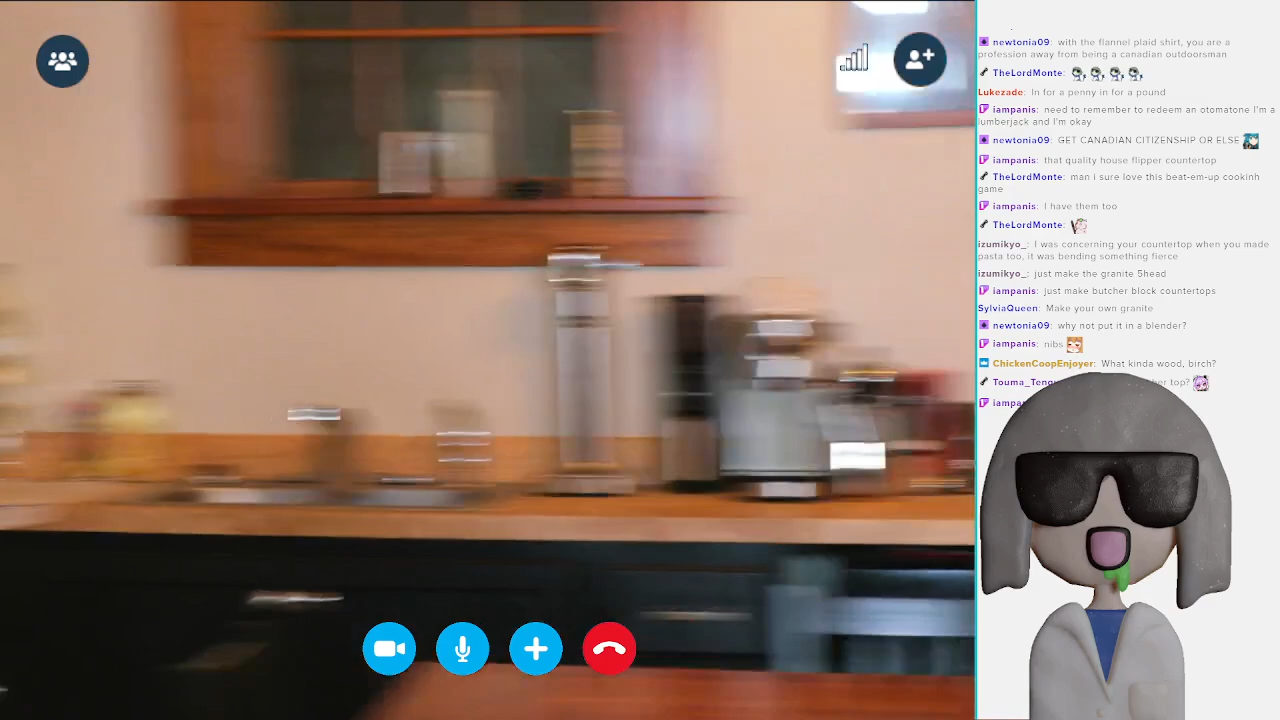 newtonia09: with the flannel plaid shirt, you are a
profession away from being a canadian outdoorsman
TheLordMonte:
Lukezade: In for a penny in for a pound
iampanis: need to remember to redeem an otomatone I'm a
lumberjack and I'm okay
newtonia09: GET CANADIAN CITIZENSHIP OR ELSE
iampanis: that quality house flipper countertop
TheLordMonte: man i sure love this beat-em-up cookinh
game
iampanis: I have them too
TheLordMonte:
izumikyo_: I was concerning your countertop when you made
pasta too, it was bending something fierce
izumikyo_: just make the granite 5head
iampanis: just make butcher block countertops
SylviaQueen: Make your own granite
newtonia09: why not put it in a blender?
iampanis: nibs
ChickenCoopEnjoyer: What kinda wood, birch?
top?